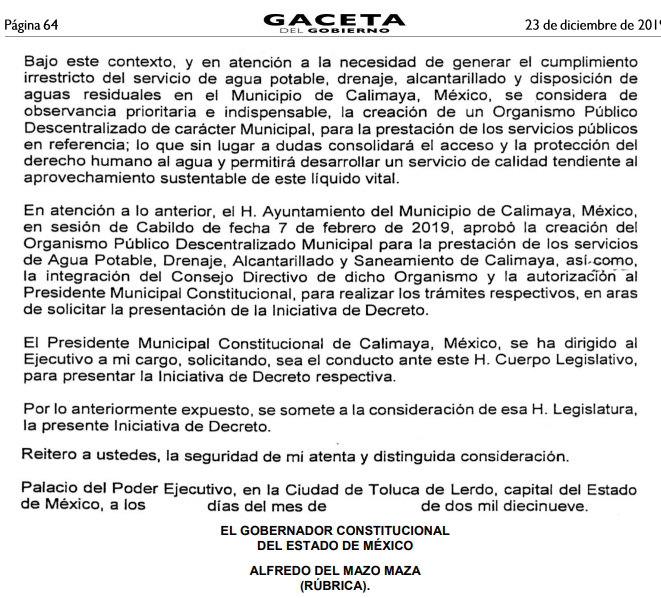 Página 64
GACETA
DEL GOBIERNO
23 de diciembre de 2019
Bajo este contexto, y en atención a la necesidad de generar el cumplimiento
irrestricto del servicio de agua potable, drenaje, alcantarillado y disposición de
aguas residuales en el Municipio de Calimaya, México, se considera de
observancia prioritaria e indispensable, la creación de un Organismo Público
Descentralizado de carácter Municipal, para la prestación de los servicios públicos
en referencia; lo que sin lugar a dudas consolidará el acceso y la protección del
derecho humano al agua y permitirá desarrollar un servicio de calidad tendiente al
aprovechamiento sustentable de este líquido vital.
En atención a lo anterior, el H. Ayuntamiento del Municipio de Calimaya, México,
en sesión de Cabildo de fecha 7 de febrero de 2019, aprobó la creación del
Organismo Público Descentralizado Municipal para la prestación de los servicios
de Agua Potable, Drenaje, Alcantarillado y Saneamiento de Calimaya, así como,
la integración del Consejo Directivo de dicho Organismo y la autorización al
Presidente Municipal Constitucional, para realizar los trámites respectivos, en aras
de solicitar la presentación de la Iniciativa de Decreto.
El Presidente Municipal Constitucional de Calimaya, México, se ha dirigido al
Ejecutivo a mi cargo, solicitando, sea el conducto ante este H. Cuerpo Legislativo,
para presentar la Iniciativa de Decreto respectiva.
Por lo anteriormente expuesto, se somete a la consideración de esa H. Legislatura,
la presente Iniciativa de Decreto.
Reitero a ustedes, la seguridad de mi atenta y distinguida consideración.
Palacio del Poder Ejecutivo, en la Ciudad de Toluca de Lerdo, capital del Estado
de México, a los días del mes de de dos mil diecinueve.
EL GOBERNADOR CONSTITUCIONAL
DEL ESTADO DE MÉXICO
ALFREDO DEL MAZO MAZA
(RÚBRICA).